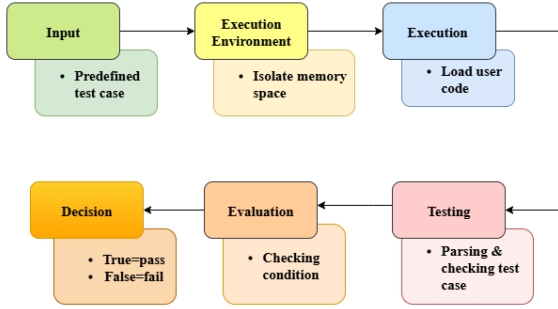 Input
• Predefined
test case
Execution
Environment
• Isolate memory
space
Execution
• Load user
code
Decision
• True=pass
• False=fail
Evaluation
• Checking
condition
Testing
• Parsing &
checking test
case